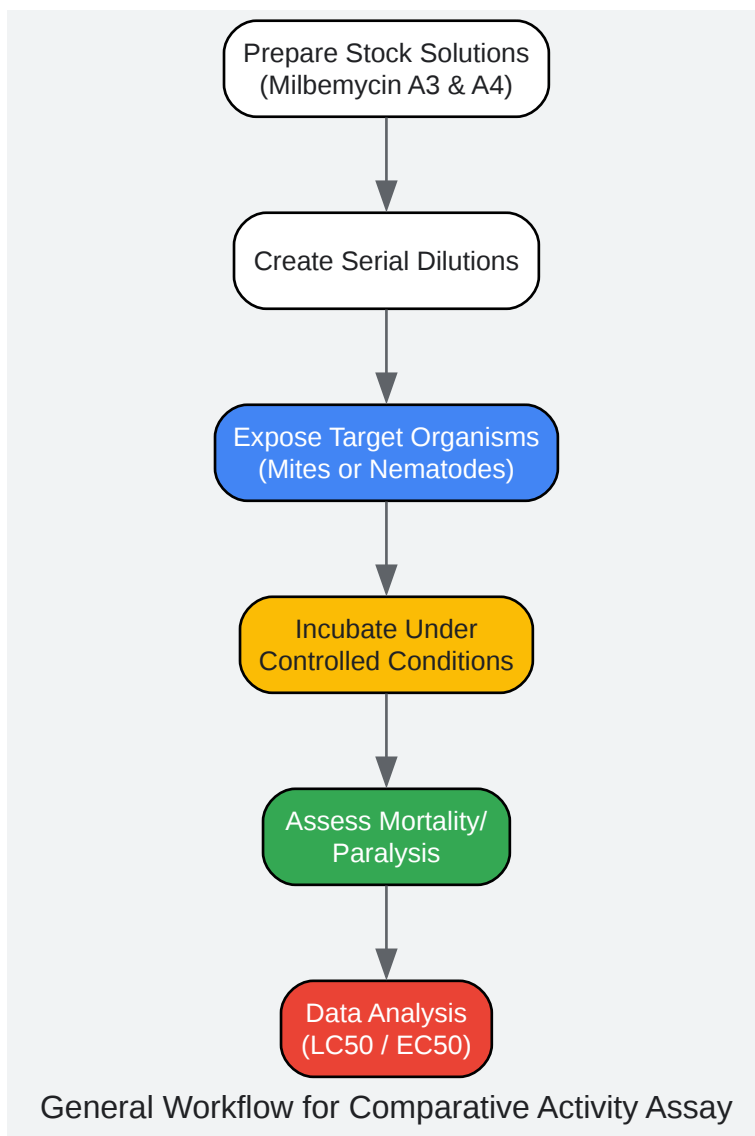 Prepare Stock Solutions
(Milbemycin A3 & A4)
Create Serial Dilutions
Expose Target Organisms
(Mites or Nematodes)
Incubate Under
Controlled Conditions
Assess Mortality/
Paralysis
Data Analysis
(LC50 / EC50)
General Workflow for Comparative Activity Assay